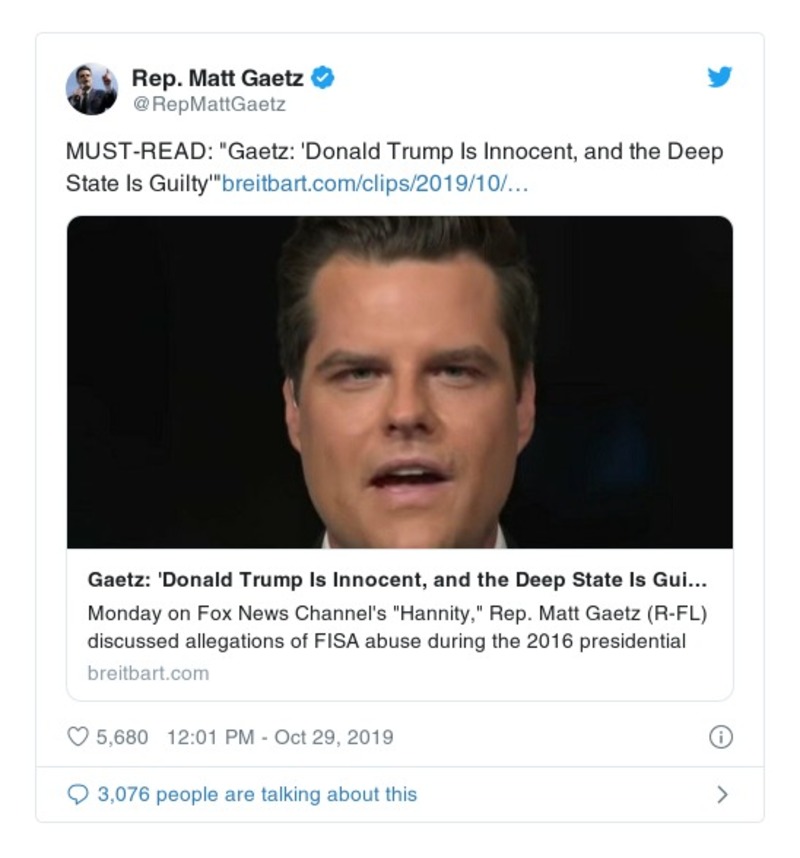 Rep. Matt Gaetz
@RepMattGaetz
MUST-READ: "Gaetz: 'Donald Trump Is Innocent, and the Deep
State Is Guilty'"breitbart.com/clips/2019/10/…
Gaetz: 'Donald Trump Is Innocent, and the Deep State Is Gui...
Monday on Fox News Channel's "Hannity," Rep. Matt Gaetz (R-FL)
discussed allegations of FISA abuse during the 2016 presidential
breitbart.com
5,680 12:01 PM - Oct 29, 2019
3,076 people are talking about this